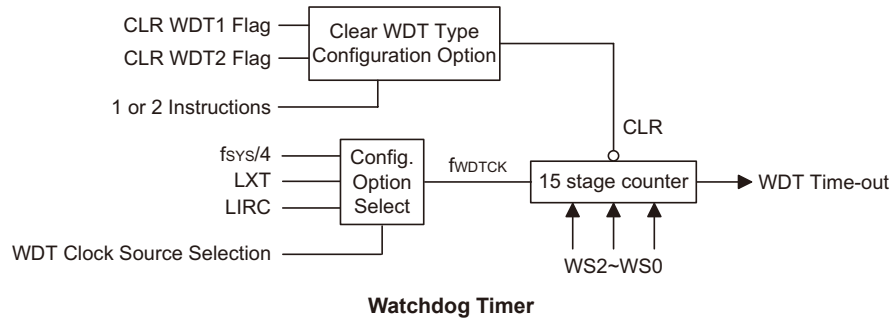 CLR WDT1 Flag
CLR WDT2 Flag
Clear WDT Type
Configuration Option
1 or 2 Instructions
CLR
fSYS/4
LXT
LIRC
Config.
Option
Select
fWDTCK
15 stage counter
WDT Time-out
WDT Clock Source Selection
WS2~WS0
Watchdog Timer